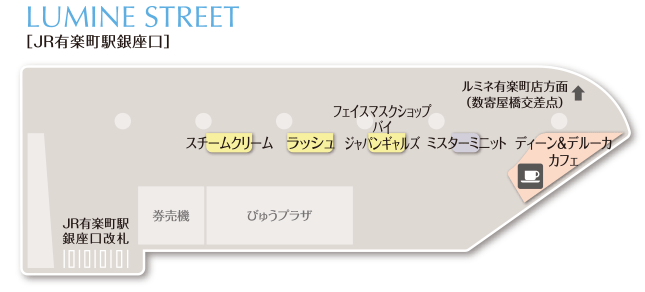 LUMINE STREET
[JR有楽町駅銀座口]
ルミネ有楽町店方面
(数寄屋橋交差点)
フェイスマスクショップ
バイ
スチームクリーム ラッシュ ジャパンギャルズ ミスターミニット ディーン&デルーカ
カフェ
券売機 びゅうプラザ
JR有楽町駅
銀座口改札